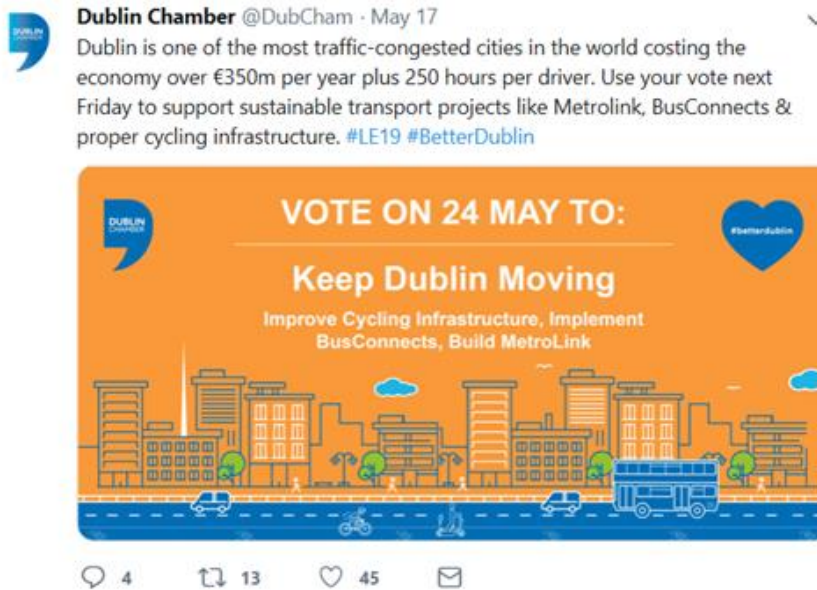 Dublin Chamber @DubCham · May 17
Dublin is one of the most traffic-congested cities in the world costing the
economy over €350m per year plus 250 hours per driver. Use your vote next
Friday to support sustainable transport projects like Metrolink, BusConnects &
proper cycling infrastructure. #LE19 #BetterDublin
DUBLIN
CHAMBER
VOTE ON 24 MAY TO:
#betterdublin
Keep Dublin Moving
Improve Cycling Infrastructure, Implement
BusConnects, Build MetroLink
4 13 45